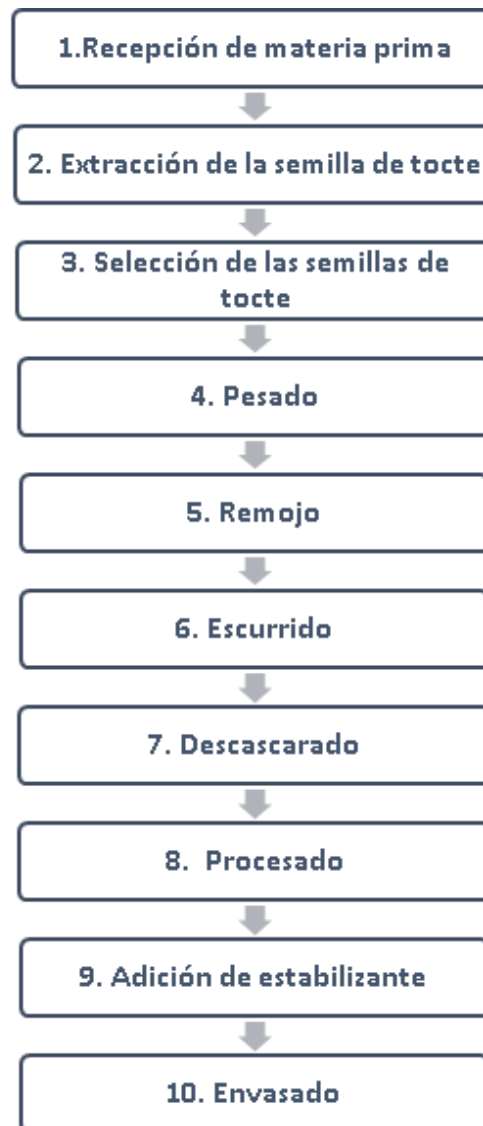 1.Recepción de materia prima
2. Extracción de la semilla de tocte
3. Selección de las semillas de
tocte
4. Pesado
5. Remojo
6. Escurrido
7. Descascarado
8. Procesado
9. Adición de estabilizante
10. Envasado